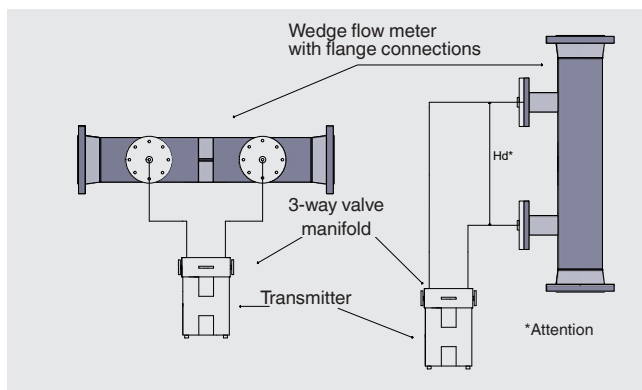 Wedge flow meter
with flange connections
Hd*
3-way valve
manifold
Transmitter
*Attention